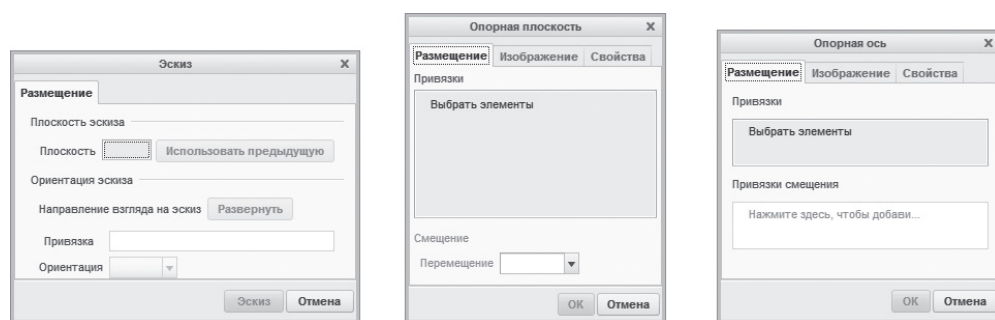 Эскиз X
Размещение
Плоскость эскиза
Плоскость Использовать предыдущую
Ориентация эскиза
Направление взгляда на эскиз Развернуть
Привязка
Ориентация
Эскиз Отмена
Опорная плоскость X
Размещение Изображение Свойства
Привязки
Выбрать элементы
Смещение
Перемещение
ОК Отмена
Опорная ось X
Размещение Изображение Свойства
Привязки
Выбрать элементы
Привязки смещения
Нажмите здесь, чтобы добави...
ОК Отмена